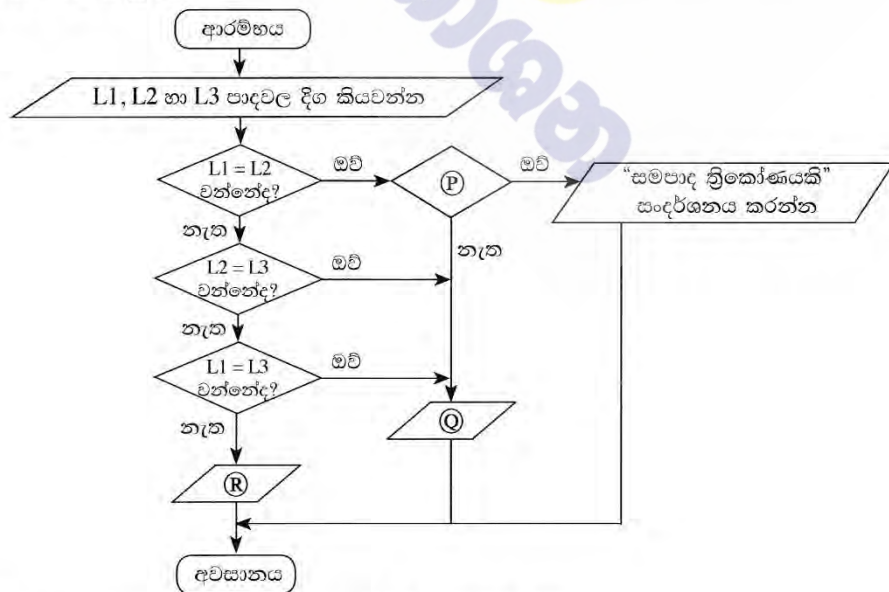 ආරම්භය
L1, L2 හා L3 පාදවල දිග කියවන්න
L1 = L2
වන්නේද?
ඔව්
Ⓟ
ඔව්
“සමපාද ත්‍රිකෝණයකි”
සංදර්ශනය කරන්න
නැත
නැත
L2 = L3
වන්නේද?
ඔව්
නැත
L1 = L3
වන්නේද?
ඔව්
නැත
Ⓠ
Ⓡ
අවසානය